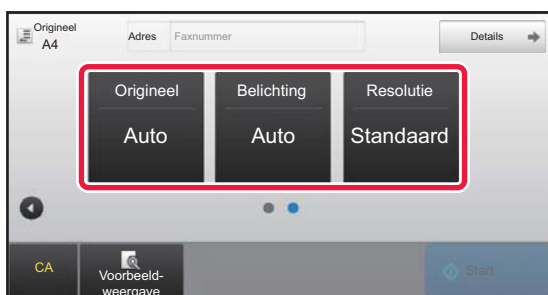 Origineel
A4
Adres Faxnummer Details
Origineel Belichting Resolutie
Auto Auto Standaard
CA
Voorbeeld-
weergave
Start